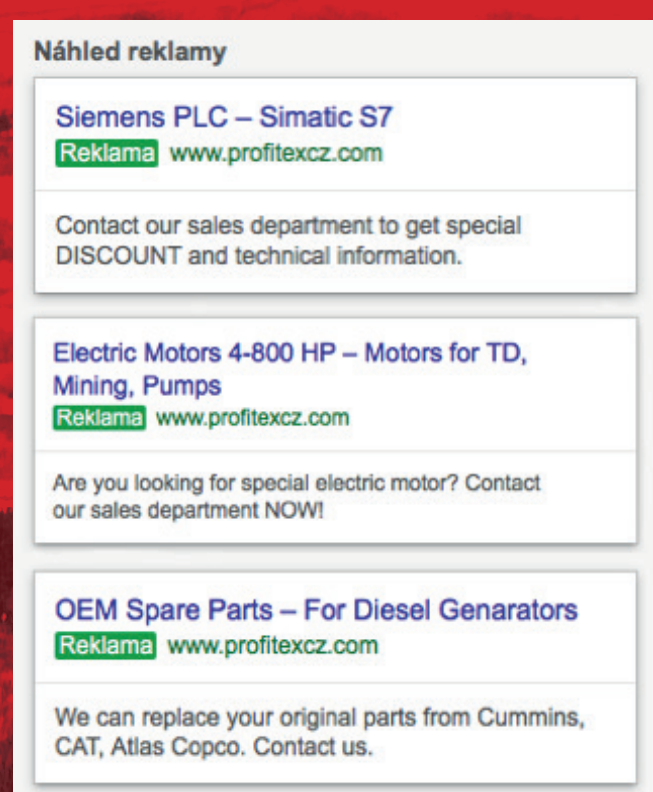 Náhled reklamy
Siemens PLC – Simatic S7
Reklama www.profitexcz.com
Contact our sales department to get special
DISCOUNT and technical information.
Electric Motors 4-800 HP – Motors for TD,
Mining, Pumps
Reklama www.profitexcz.com
Are you looking for special electric motor? Contact
our sales department NOW!
OEM Spare Parts – For Diesel Genarators
Reklama www.profitexcz.com
We can replace your original parts from Cummins,
CAT, Atlas Copco. Contact us.